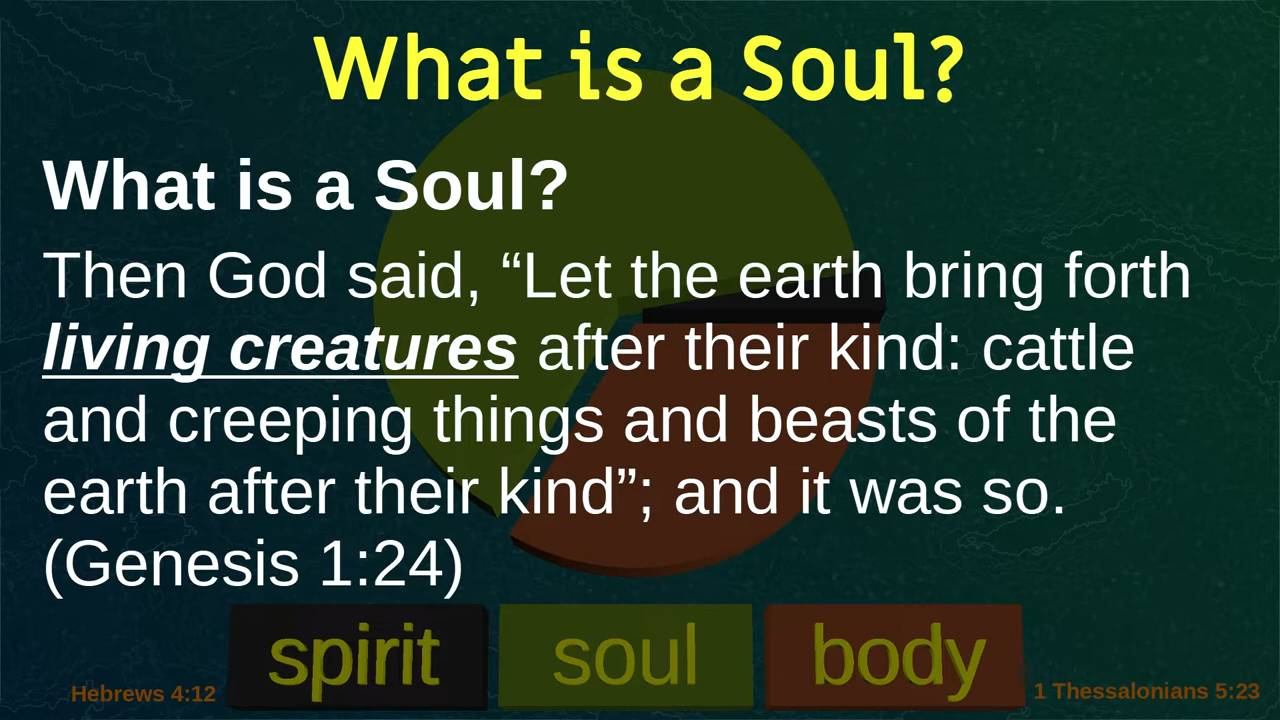 What is a Soul?
What is a Soul?
Then God said, “Let the earth bring forth
living creatures after their kind: cattle
and creeping things and beasts of the
earth after their kind”; and it was so.
(Genesis 1:24)
spirit soul body
Hebrews 4:12 1 Thessalonians 5:23